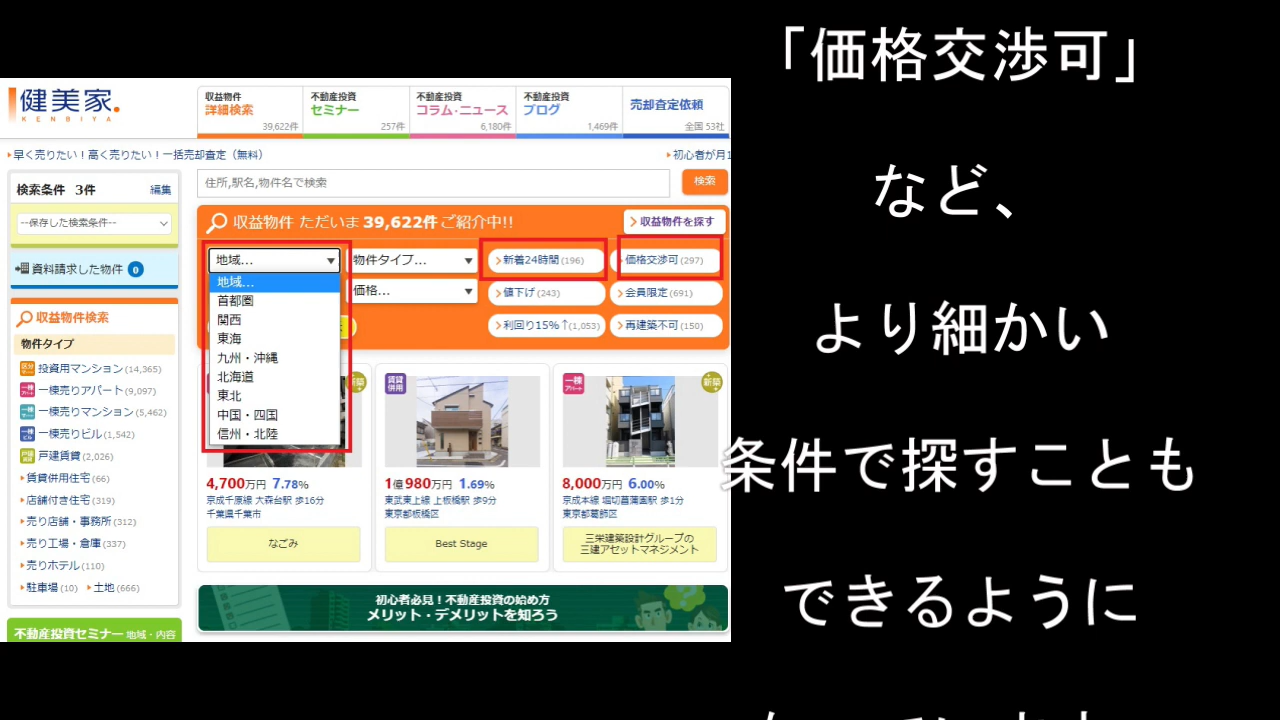 健美家
KENBIYA
収益物件
詳細検索
39,622件
不動産投資
セミナー
257件
不動産投資
コラム・ニュース
6,180件
不動産投資
ブログ
1,469件
売却査定依頼
全国 53社
早く売りたい！高く売りたい！一括売却査定（無料）
初心者が月1
検索条件 3件
編集
--保存した検索条件--
資料請求した物件 0
収益物件検索
物件タイプ
投資用マンション(14,365)
一棟売りアパート(9,097)
一棟売りマンション(5,462)
一棟売りビル(1,542)
戸建賃貸(2,026)
賃貸併用住宅(66)
店舗付き住宅(319)
売り店舗・事務所(312)
売り工場・倉庫(337)
売りホテル(110)
駐車場(10) 土地(666)
不動産投資セミナー 地域・内容
住所,駅名,物件名で検索
検索
収益物件 ただいま 39,622件 ご紹介中!!
収益物件を探す
地域...
物件タイプ...
新着24時間(196)
価格交渉可(297)
地域...
首都圏
関西
東海
九州・沖縄
北海道
東北
中国・四国
信州・北陸
価格...
値下げ(243)
会員限定(691)
利回り15%↑(1,053)
再建築不可(150)
新築
賃貸
併用
一棟
アパート
新築
4,700万円 7.78%
京成千原線 大森台駅 歩16分
千葉県千葉市
なごみ
1億980万円 1.69%
東武東上線 上板橋駅 歩9分
東京都板橋区
Best Stage
8,000万円 6.00%
京成本線 堀切菖蒲園駅 歩1分
東京都葛飾区
三栄建築設計グループの
三建アセットマネジメント
初心者必見！不動産投資の始め方
メリット・デメリットを知ろう
「価格交渉可」
など、
より細かい
条件で探すことも
できるように